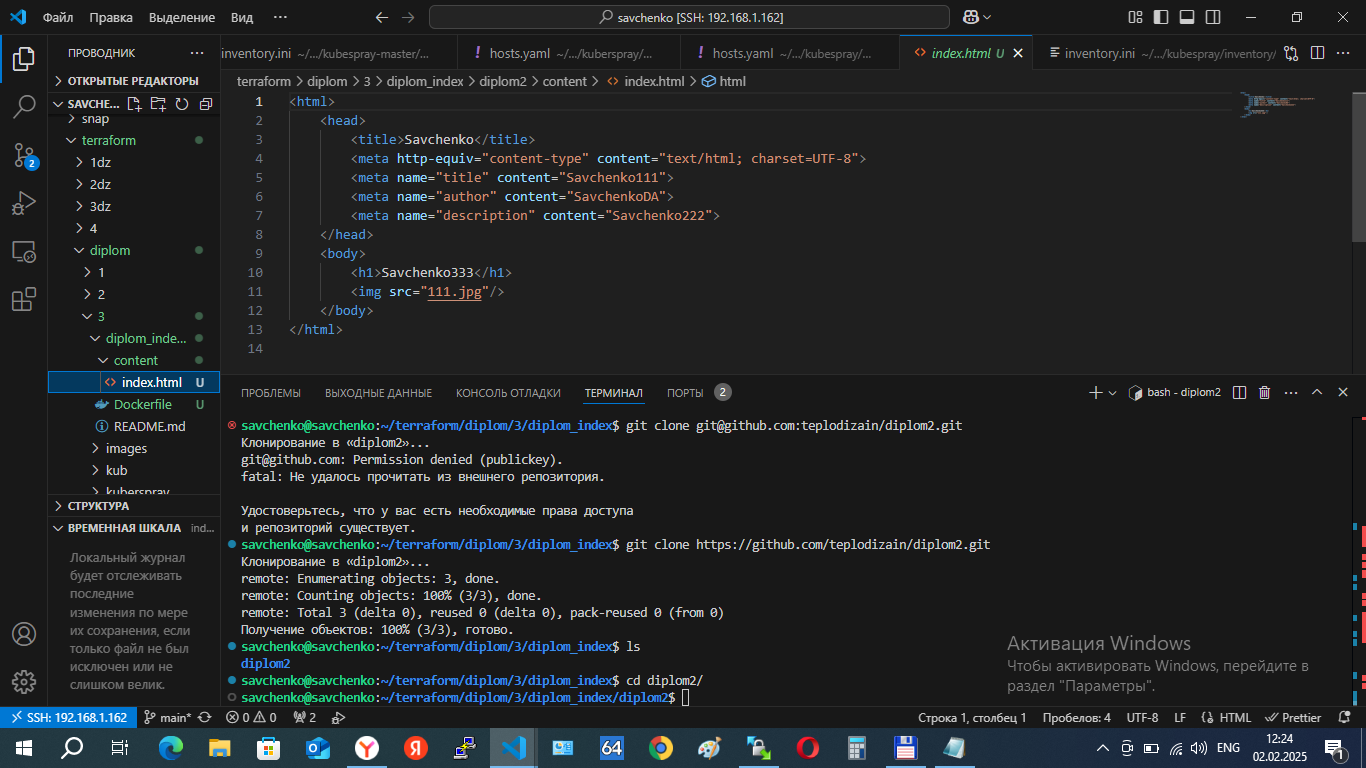 Файл Правка Выделение Вид ···
savchenko [SSH: 192.168.1.162]
ПРОВОДНИК ···
inventory.ini ~/.../kubespray-master/...
! hosts.yaml ~/.../kuberspray/...
! hosts.yaml ~/.../kubespray/...
<> index.html U
inventory.ini ~/.../kubespray/inventory/
ОТКРЫТЫЕ РЕДАКТОРЫ
terraform > diplom > 3 > diplom_index > diplom2 > content > <> index.html > html
SAVCHE...
snap
terraform
1dz
2dz
3dz
4
diplom
1
2
3
diplom_inde...
content
<> index.html U
Dockerfile U
README.md
images
kub
kuberspray
СТРУКТУРА
ВРЕМЕННАЯ ШКАЛА ind...
Локальный журнал
будет отслеживать
последние
изменения по мере
их сохранения, если
только файл не был
исключен или не
слишком велик.
2
1 <html>
2 <head>
3 <title>Savchenko</title>
4 <meta http-equiv="content-type" content="text/html; charset=UTF-8">
5 <meta name="title" content="Savchenko111">
6 <meta name="author" content="SavchenkoDA">
7 <meta name="description" content="Savchenko222">
8 </head>
9 <body>
10 <h1>Savchenko333</h1>
11 <img src="111.jpg"/>
12 </body>
13 </html>
14
ПРОБЛЕМЫ ВЫХОДНЫЕ ДАННЫЕ КОНСОЛЬ ОТЛАДКИ ТЕРМИНАЛ ПОРТЫ 2
bash - diplom2
savchenko@savchenko:~/terraform/diplom/3/diplom_index$ git clone git@github.com:teplodizain/diplom2.git
Клонирование в «diplom2»...
git@github.com: Permission denied (publickey).
fatal: Не удалось прочитать из внешнего репозитория.
Удостоверьтесь, что у вас есть необходимые права доступа
и репозиторий существует.
savchenko@savchenko:~/terraform/diplom/3/diplom_index$ git clone https://github.com/teplodizain/diplom2.git
Клонирование в «diplom2»...
remote: Enumerating objects: 3, done.
remote: Counting objects: 100% (3/3), done.
remote: Total 3 (delta 0), reused 0 (delta 0), pack-reused 0 (from 0)
Получение объектов: 100% (3/3), готово.
savchenko@savchenko:~/terraform/diplom/3/diplom_index$ ls
diplom2
savchenko@savchenko:~/terraform/diplom/3/diplom_index$ cd diplom2/
savchenko@savchenko:~/terraform/diplom/3/diplom_index/diplom2$
Активация Windows
Чтобы активировать Windows, перейдите в
раздел "Параметры".
SSH: 192.168.1.162 main* 0 0 2
Строка 1, столбец 1 Пробелов: 4 UTF-8 LF HTML Prettier
64
ENG
12:24
02.02.2025
1